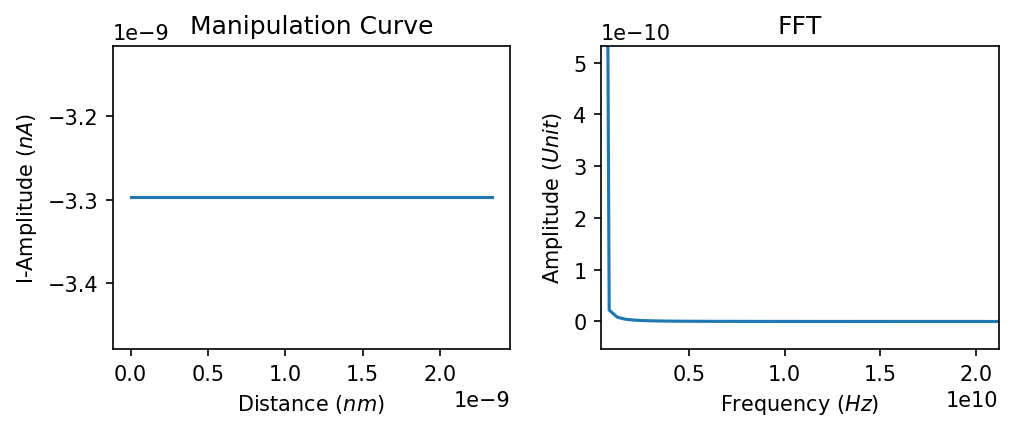 Manipulation Curve
1e−9
I-Amplitude (nA)
−3.2
−3.3
−3.4
0.0 0.5 1.0 1.5 2.0
Distance (nm)
1e−9
FFT
1e−10
Amplitude (Unit)
5
4
3
2
1
0
0.5 1.0 1.5 2.0
Frequency (Hz)
1e10